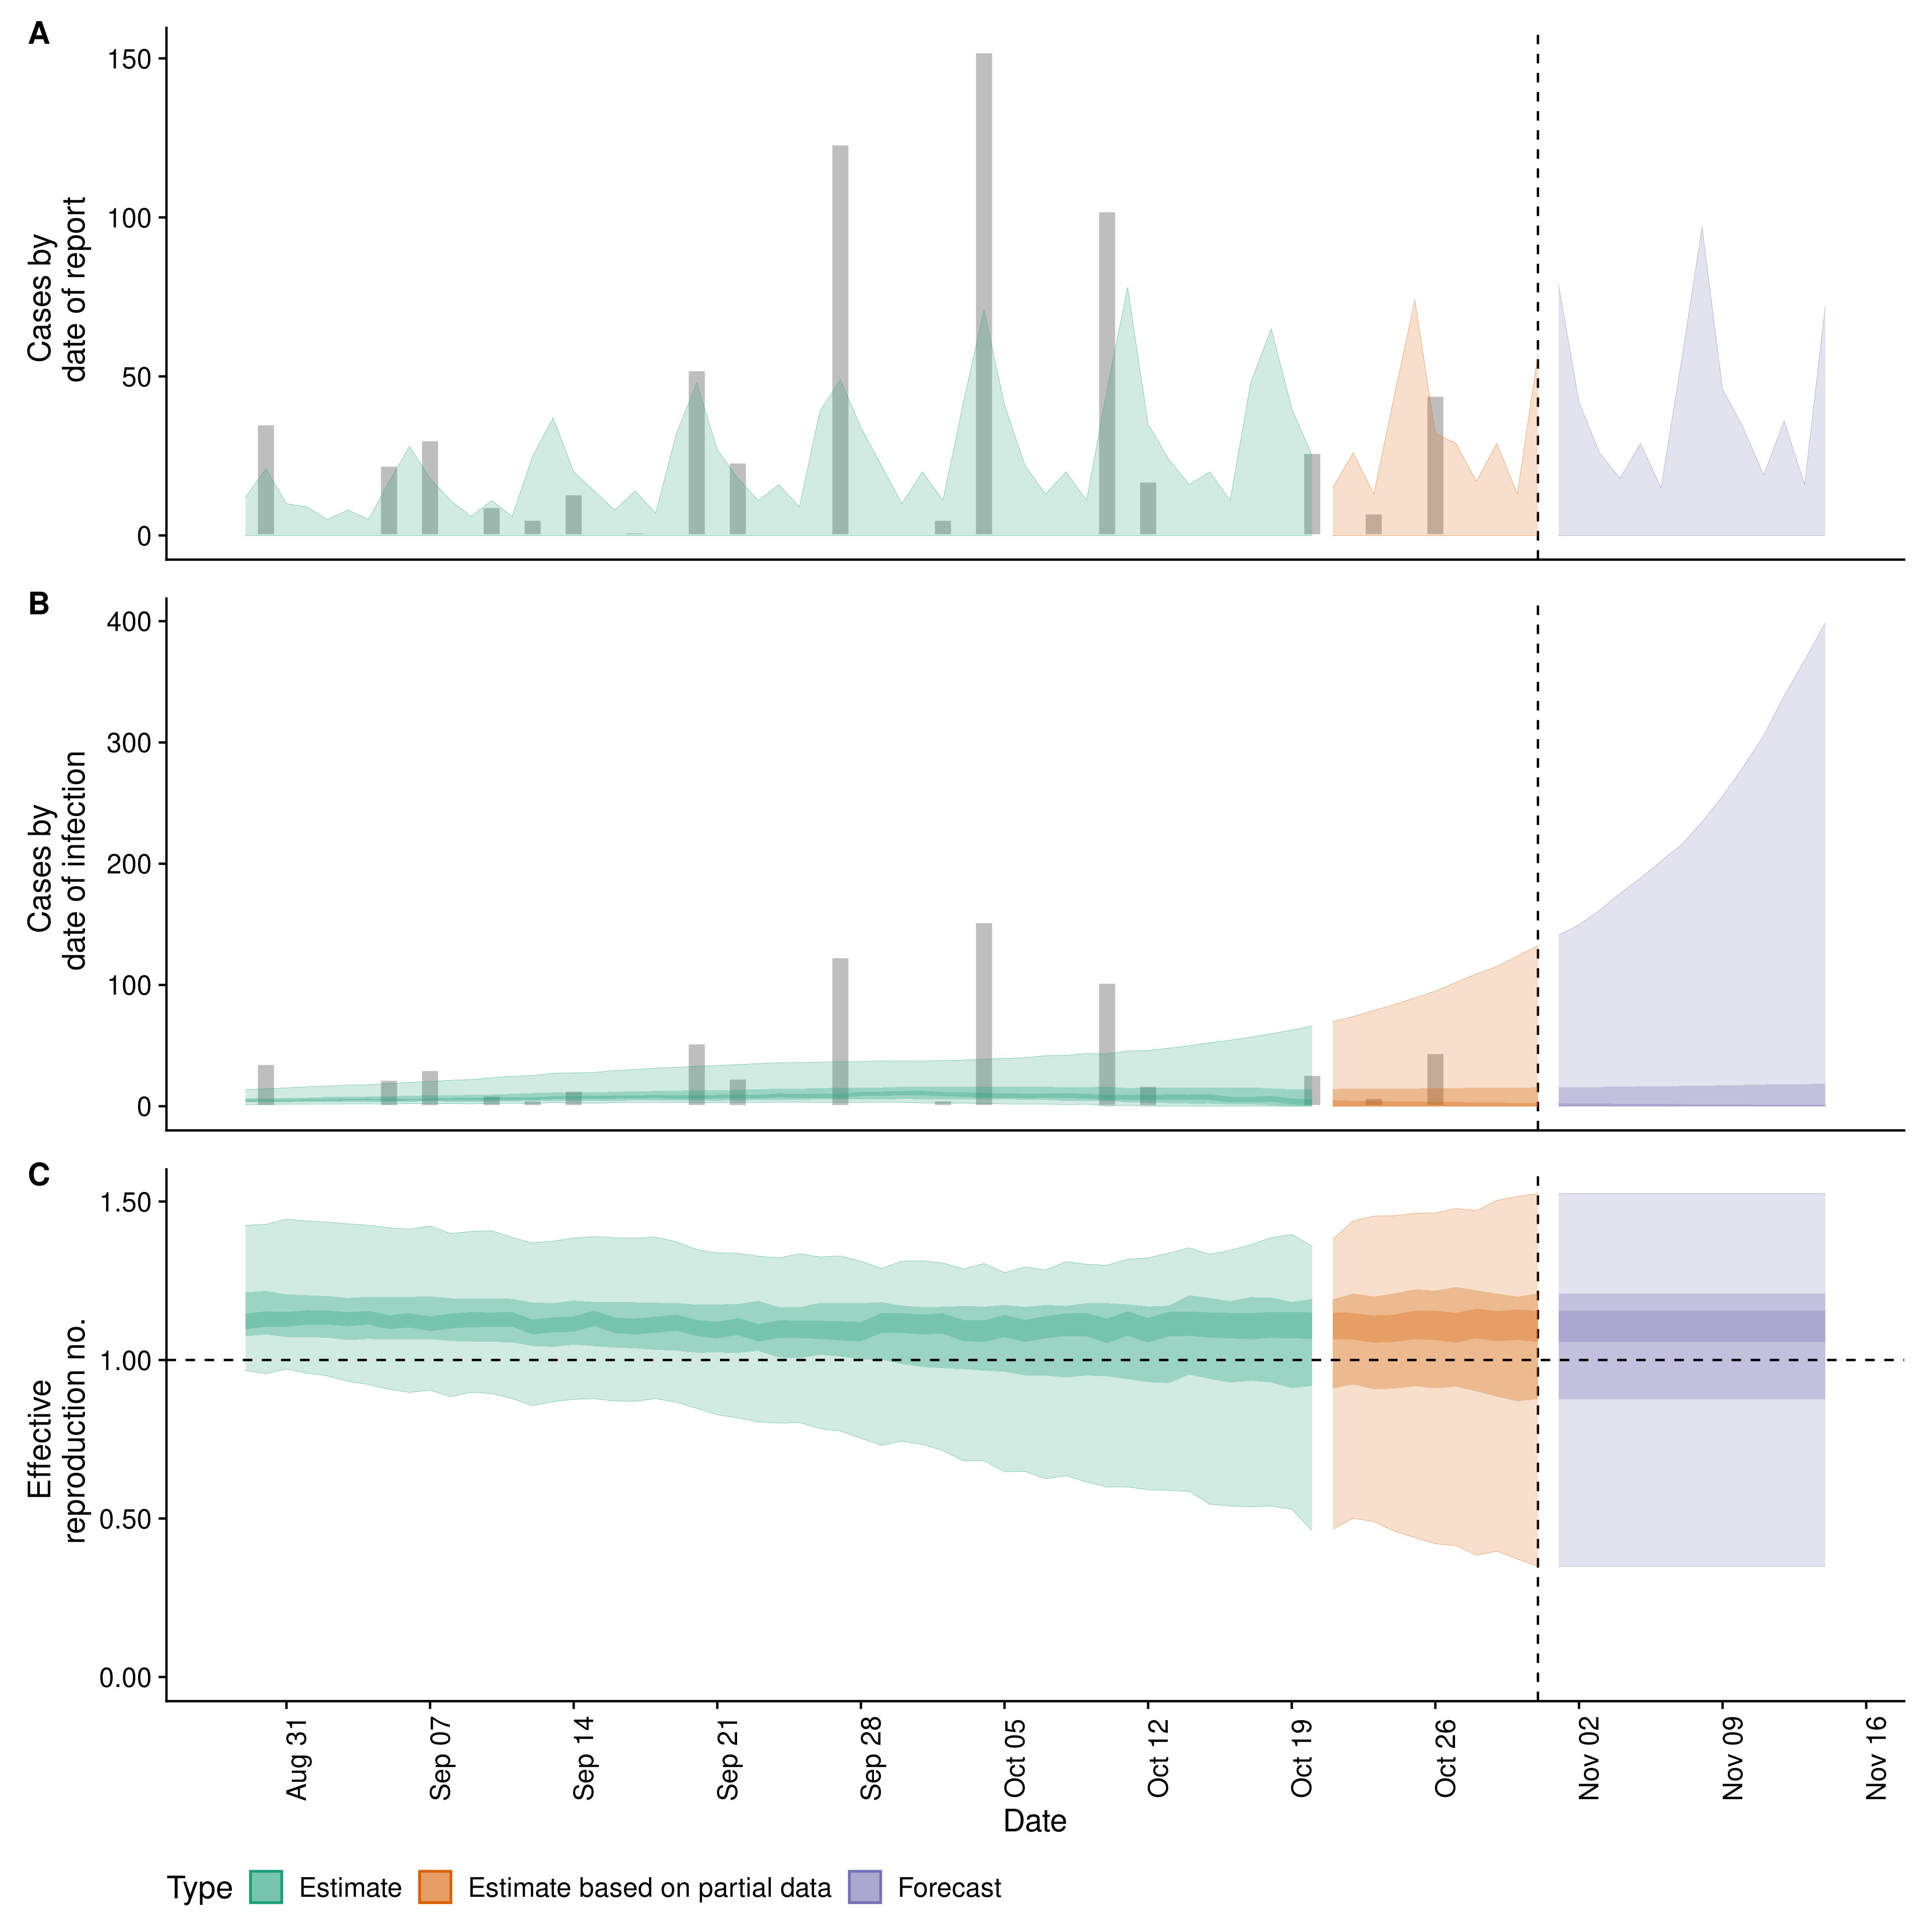 A
150
100
50
0
Cases by
date of report
B
400
300
200
100
0
Cases by
date of infection
C
1.50
1.00
0.50
0.00
Effective
reproduction no.
Aug 31
Sep 07
Sep 14
Sep 21
Sep 28
Oct 05
Oct 12
Oct 19
Oct 26
Nov 02
Nov 09
Nov 16
Date
Type Estimate Estimate based on partial data Forecast